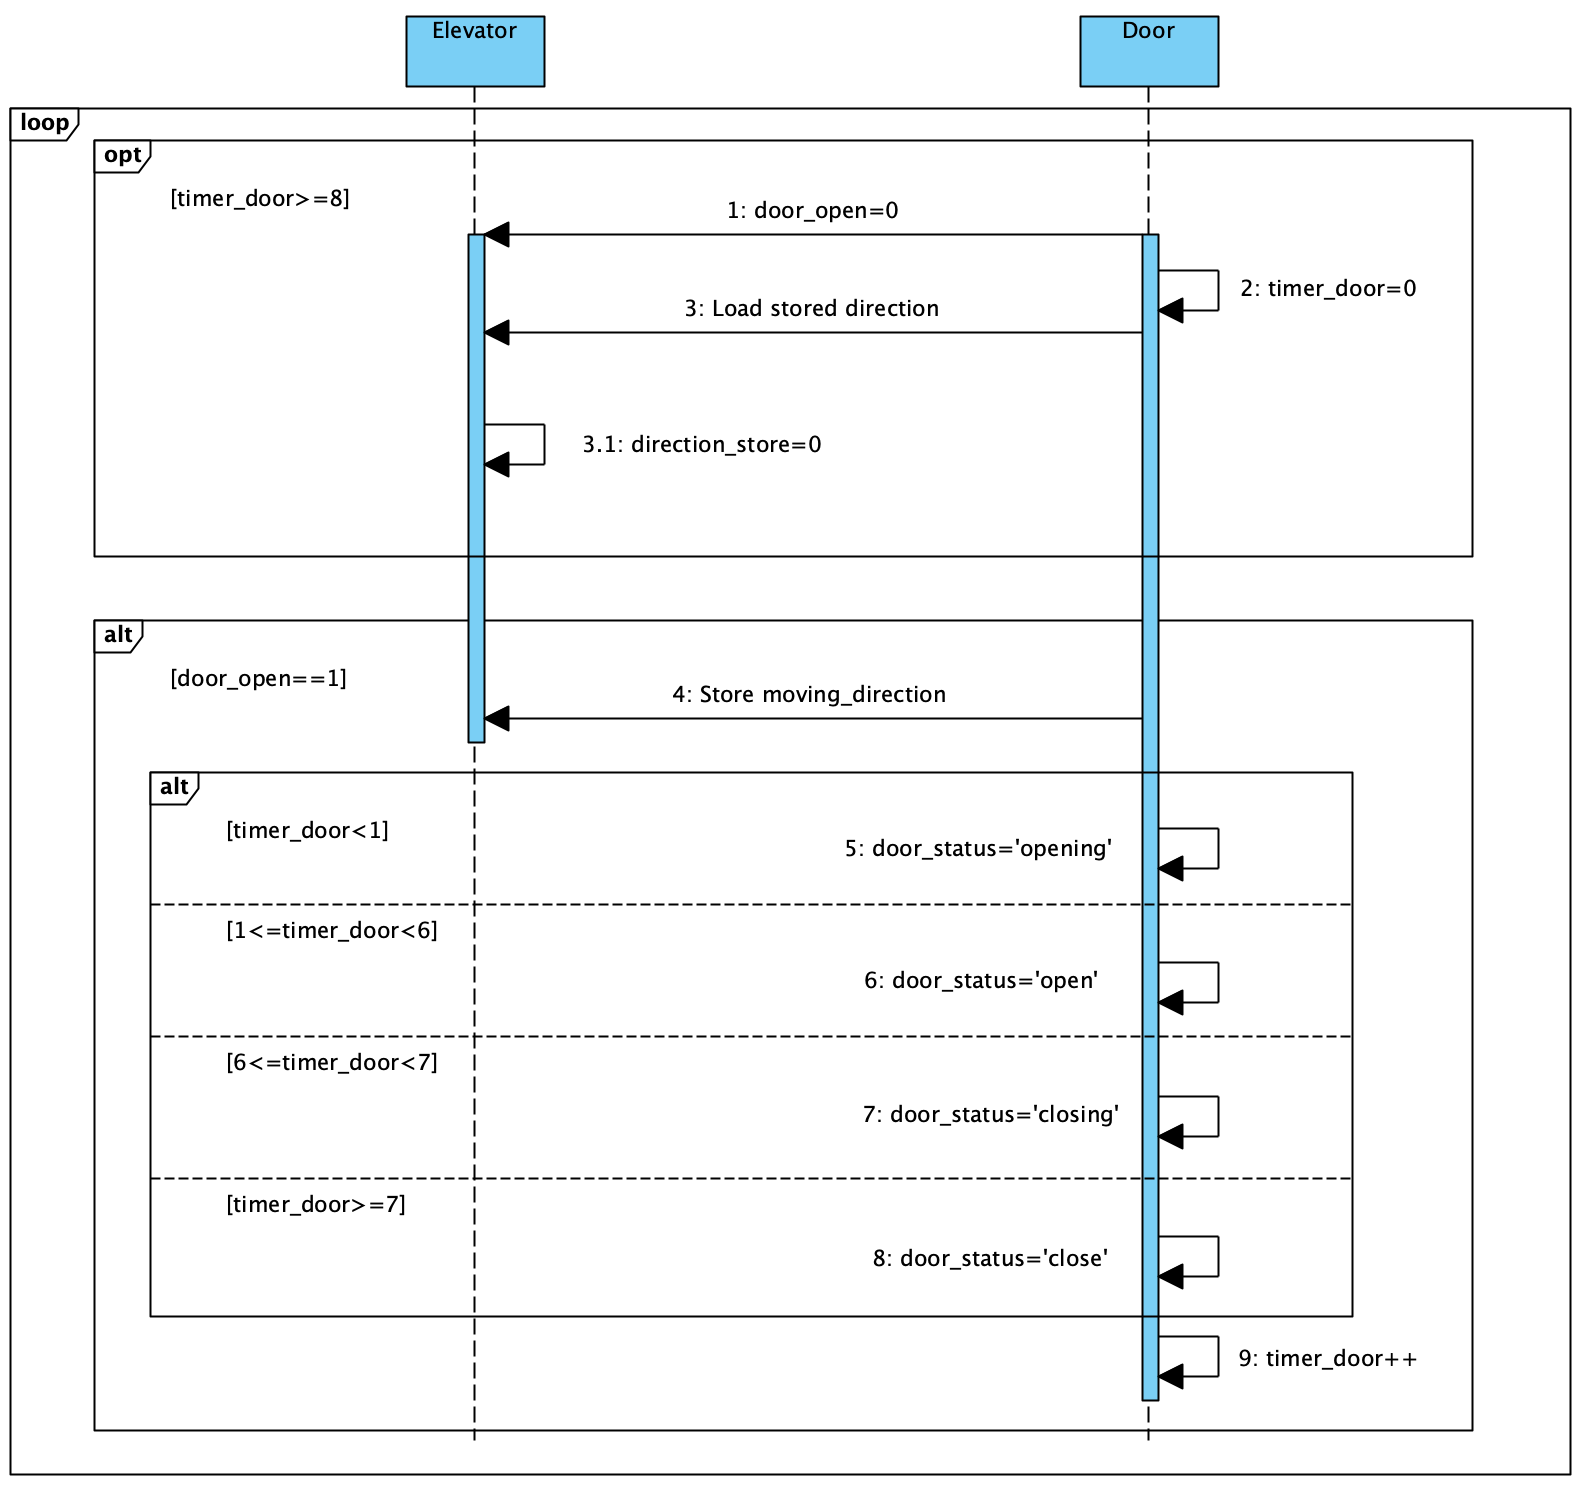 Elevator
Door
loop
opt
[timer_door>=8]
1: door_open=0
2: timer_door=0
3: Load stored direction
3.1: direction_store=0
alt
[door_open==1]
4: Store moving_direction
alt
[timer_door<1]
5: door_status='opening'
[1<=timer_door<6]
6: door_status='open'
[6<=timer_door<7]
7: door_status='closing'
[timer_door>=7]
8: door_status='close'
9: timer_door++